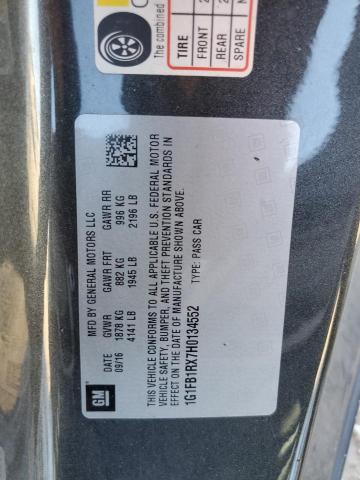 The combined
TIRE
FRONT 2
REAR 2
SPARE N
GM
MFD BY GENERAL MOTORS LLC
DATE GVWR GAWR FRT GAWR RR
09/16 1878 KG 882 KG 996 KG
4141 LB 1945 LB 2196 LB
THIS VEHICLE CONFORMS TO ALL APPLICABLE U.S. FEDERAL MOTOR
VEHICLE SAFETY, BUMPER, AND THEFT PREVENTION STANDARDS IN
EFFECT ON THE DATE OF MANUFACTURE SHOWN ABOVE.
1G1FB1RX7H0134552 TYPE: PASS CAR